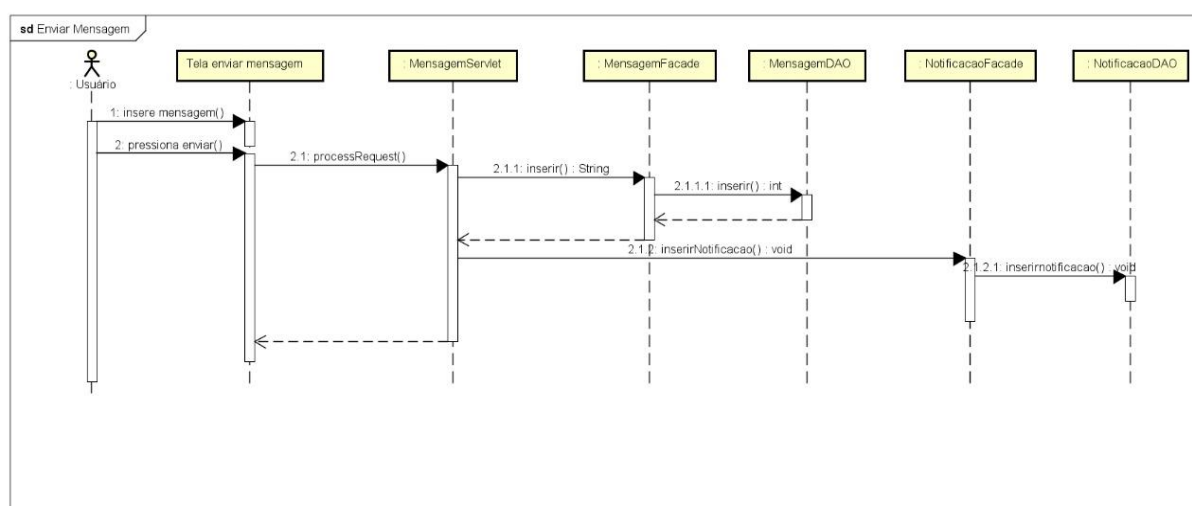 sd Enviar Mensagem
: Usuário
Tela enviar mensagem
: MensagemServlet
: MensagemFacade
: MensagemDAO
: NotificacaoFacade
: NotificacaoDAO
1: insere mensagem()
2: pressiona enviar()
2.1: processRequest()
2.1.1: inserir() : String
2.1.1.1: inserir() : int
2.1.2: inserirNotificacao() : void
2.1.2.1: inserirnotificacao() : void